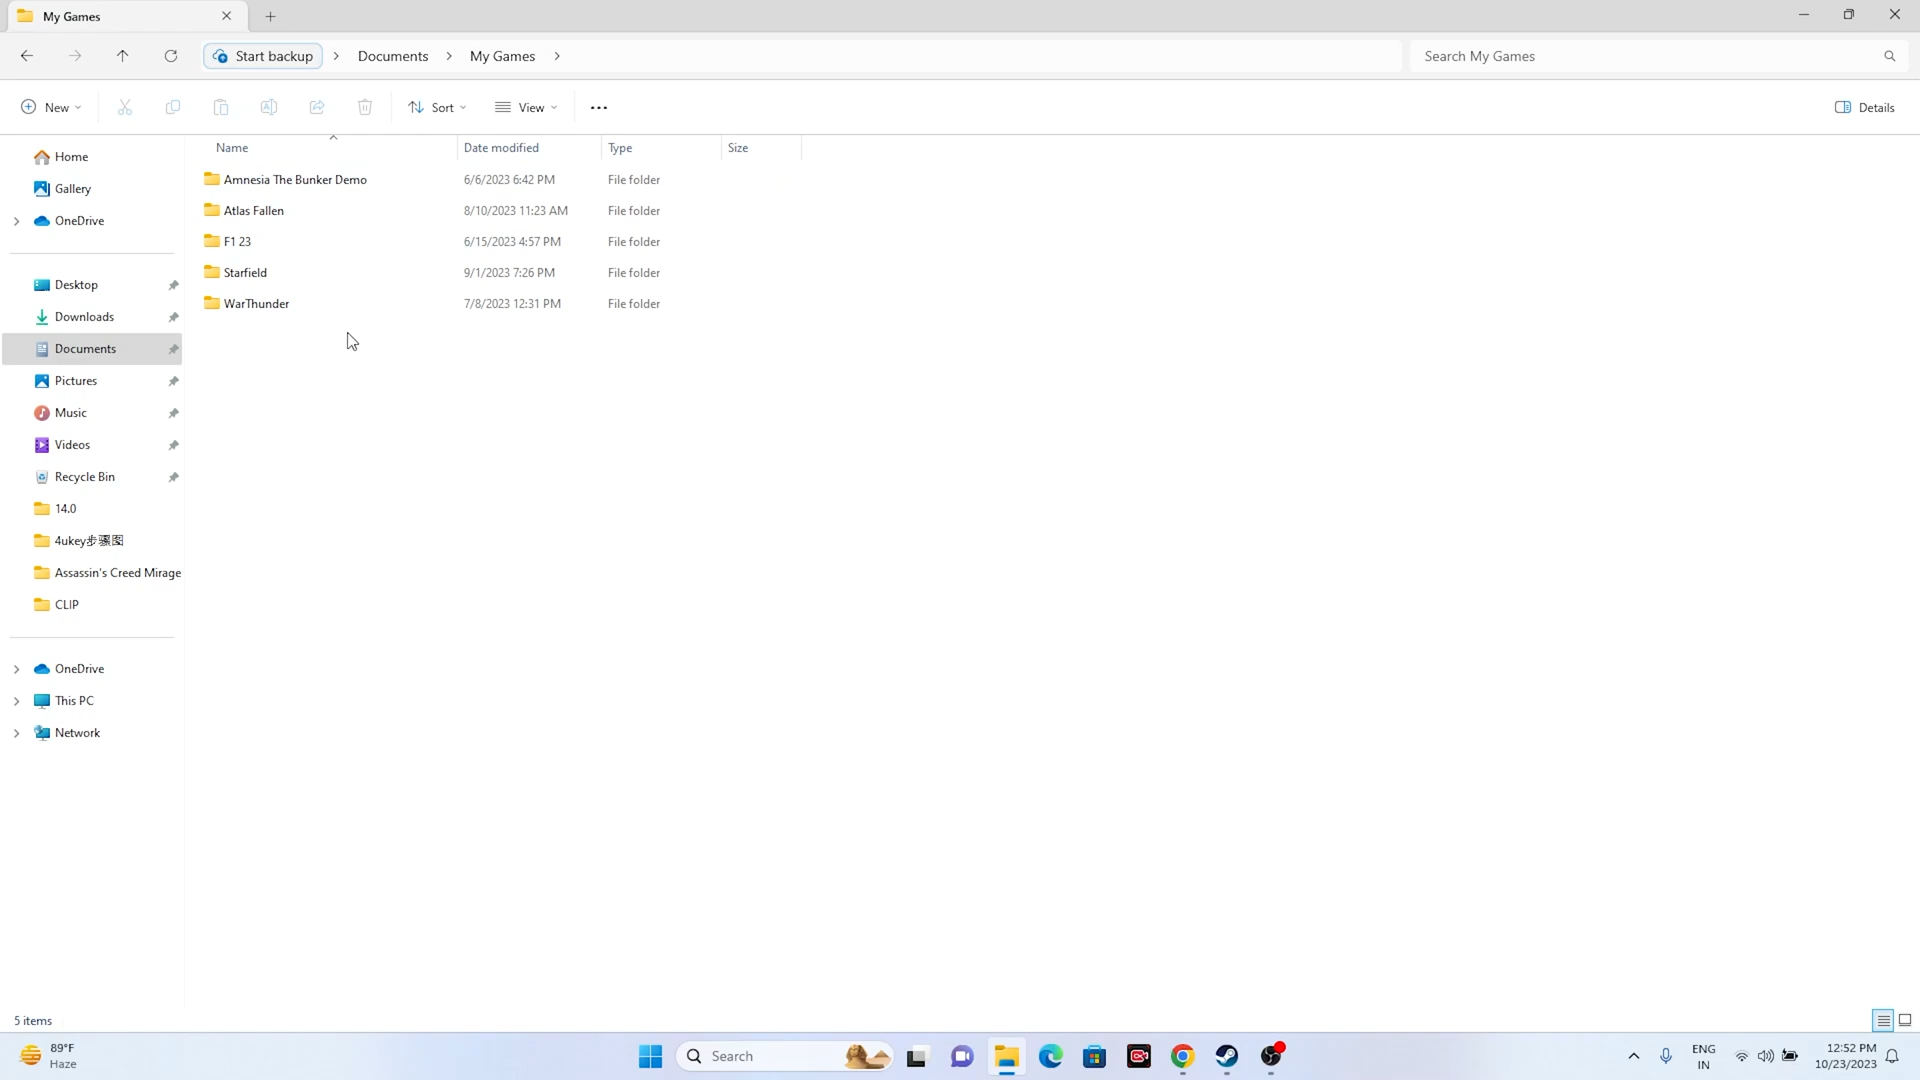 My Games
Start backup > Documents > My Games >
Search My Games
New
Sort
View
Details
Name Date modified Type Size
Amnesia The Bunker Demo 6/6/2023 6:42 PM File folder
Atlas Fallen 8/10/2023 11:23 AM File folder
F1 23 6/15/2023 4:57 PM File folder
Starfield 9/1/2023 7:26 PM File folder
WarThunder 7/8/2023 12:31 PM File folder
Home
Gallery
OneDrive
Desktop
Downloads
Documents
Pictures
Music
Videos
Recycle Bin
14.0
4ukey步骤图
Assassin's Creed Mirage
CLIP
OneDrive
This PC
Network
5 items
89°F
Haze
Search
ENG
IN
12:52 PM
10/23/2023